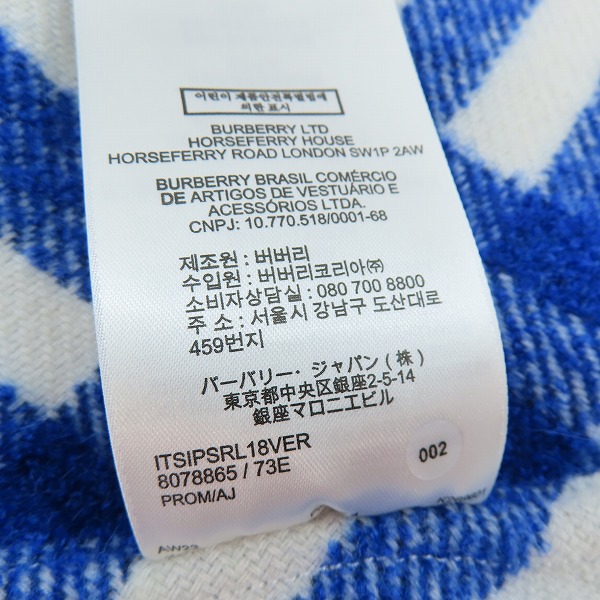 어린이제품안전특별법에
의한 표시
BURBERRY LTD
HORSEFERRY HOUSE
HORSEFERRY ROAD LONDON SW1P 2AW
BURBERRY BRASIL COMÉRCIO
DE ARTIGOS DE VESTUÁRIO E
ACESSÓRIOS LTDA.
CNPJ: 10.770.518/0001-68
제조원 : 버버리
수입원 : 버버리코리아㈜
소비자상담실 : 080 700 8800
주 소 : 서울시 강남구 도산대로
459번지
バーバリー・ジャパン(株)
東京都中央区銀座2-5-14
銀座マロニエビル
ITSIPSRL18VER
8078865 / 73E
PROM/AJ
002
AW22